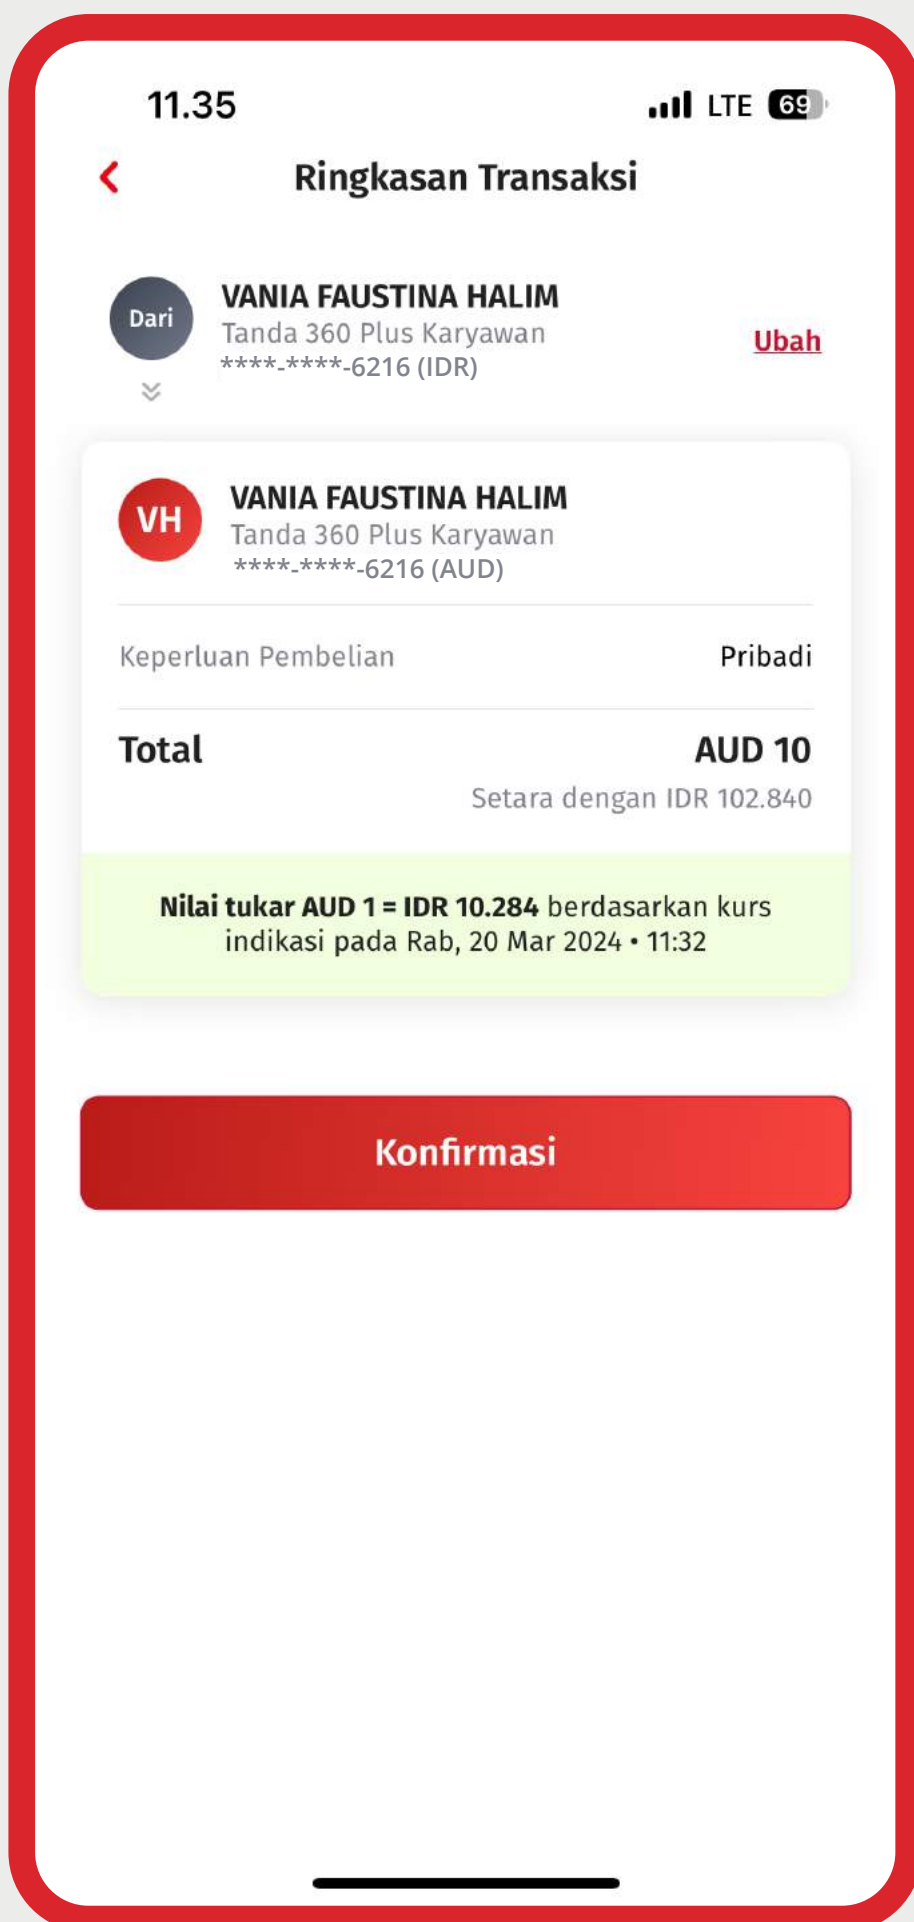 11.35
LTE 69
Ringkasan Transaksi
Dari
VANIA FAUSTINA HALIM
Tanda 360 Plus Karyawan
****-****-6216 (IDR)
Ubah
VH
VANIA FAUSTINA HALIM
Tanda 360 Plus Karyawan
****-****-6216 (AUD)
Keperluan Pembelian Pribadi
Total AUD 10
Setara dengan IDR 102.840
Nilai tukar AUD 1 = IDR 10.284 berdasarkan kurs
indikasi pada Rab, 20 Mar 2024 • 11:32
Konfirmasi